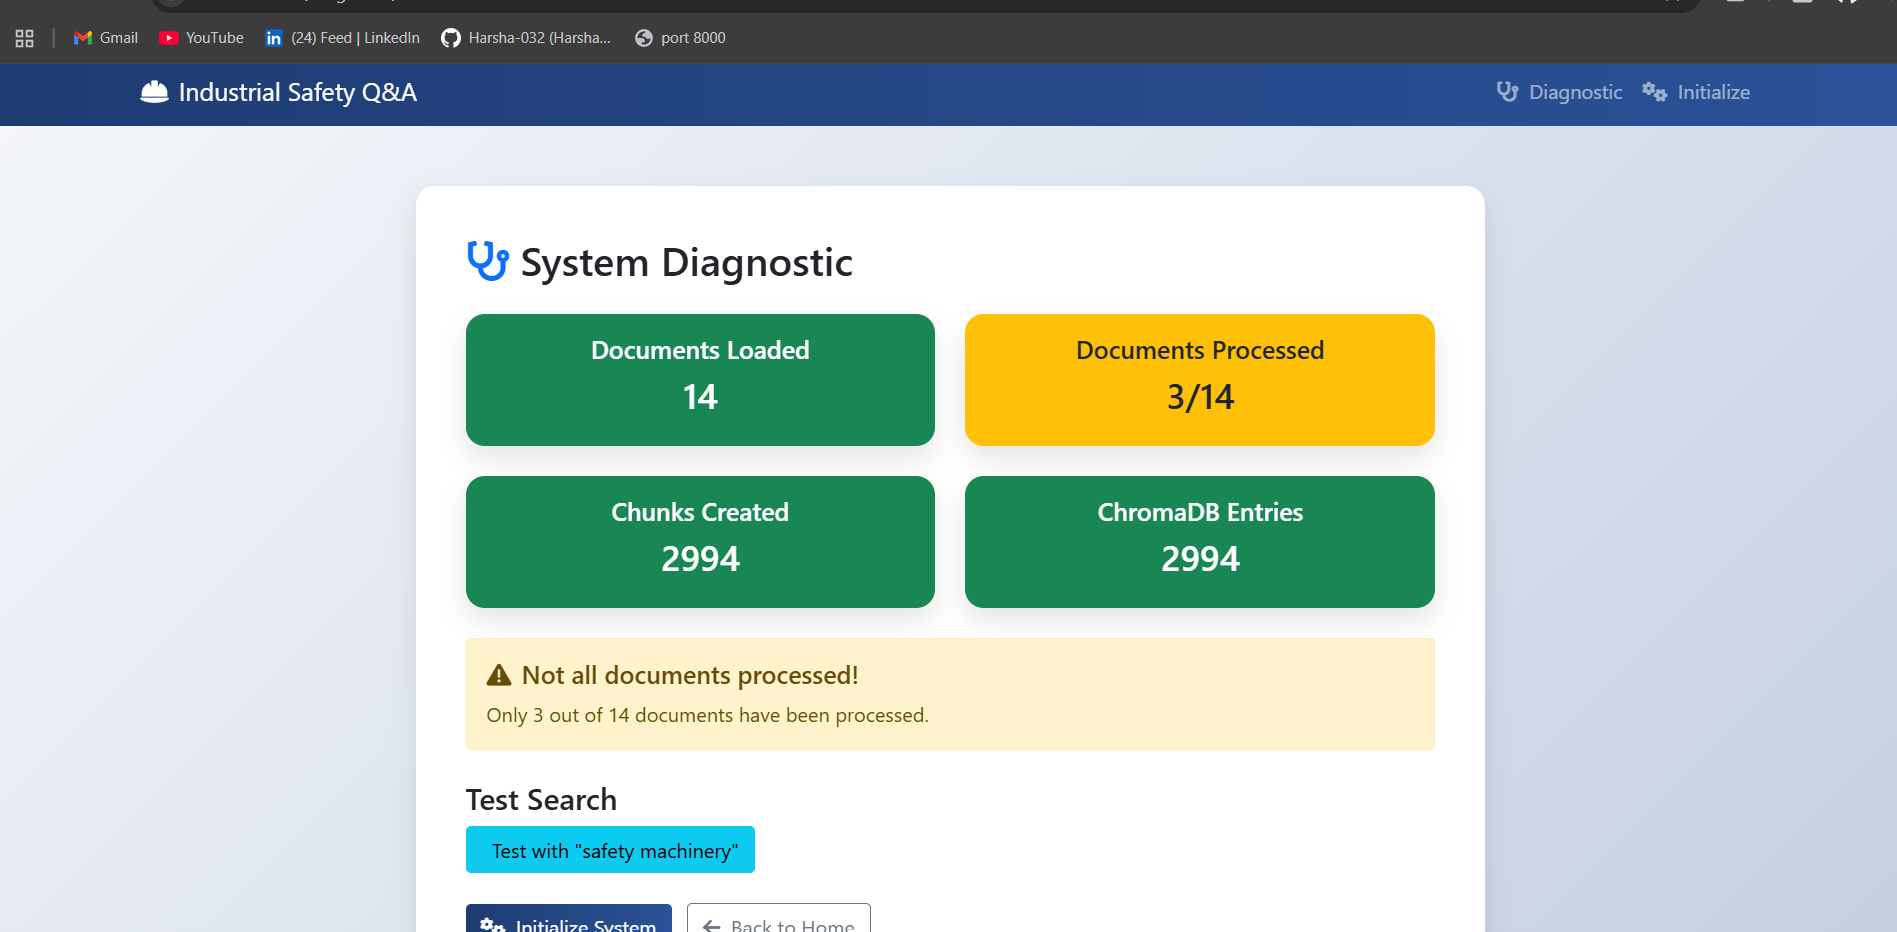 Gmail
YouTube
(24) Feed | LinkedIn
Harsha-032 (Harsha...
port 8000
Industrial Safety Q&A
Diagnostic
Initialize
System Diagnostic
Documents Loaded
14
Documents Processed
3/14
Chunks Created
2994
ChromaDB Entries
2994
Not all documents processed!
Only 3 out of 14 documents have been processed.
Test Search
Test with "safety machinery"
Initialize System
Back to Home